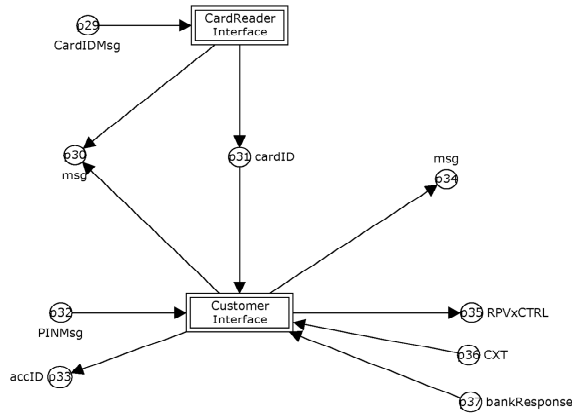 CardReader
Interface
p29
CardIDMsg
p30
msg
p31 cardID
msg
p34
Customer
Interface
p32
PINMsg
p35 RPVxCTRL
p36 CXT
accID p33
p37 bankResponse